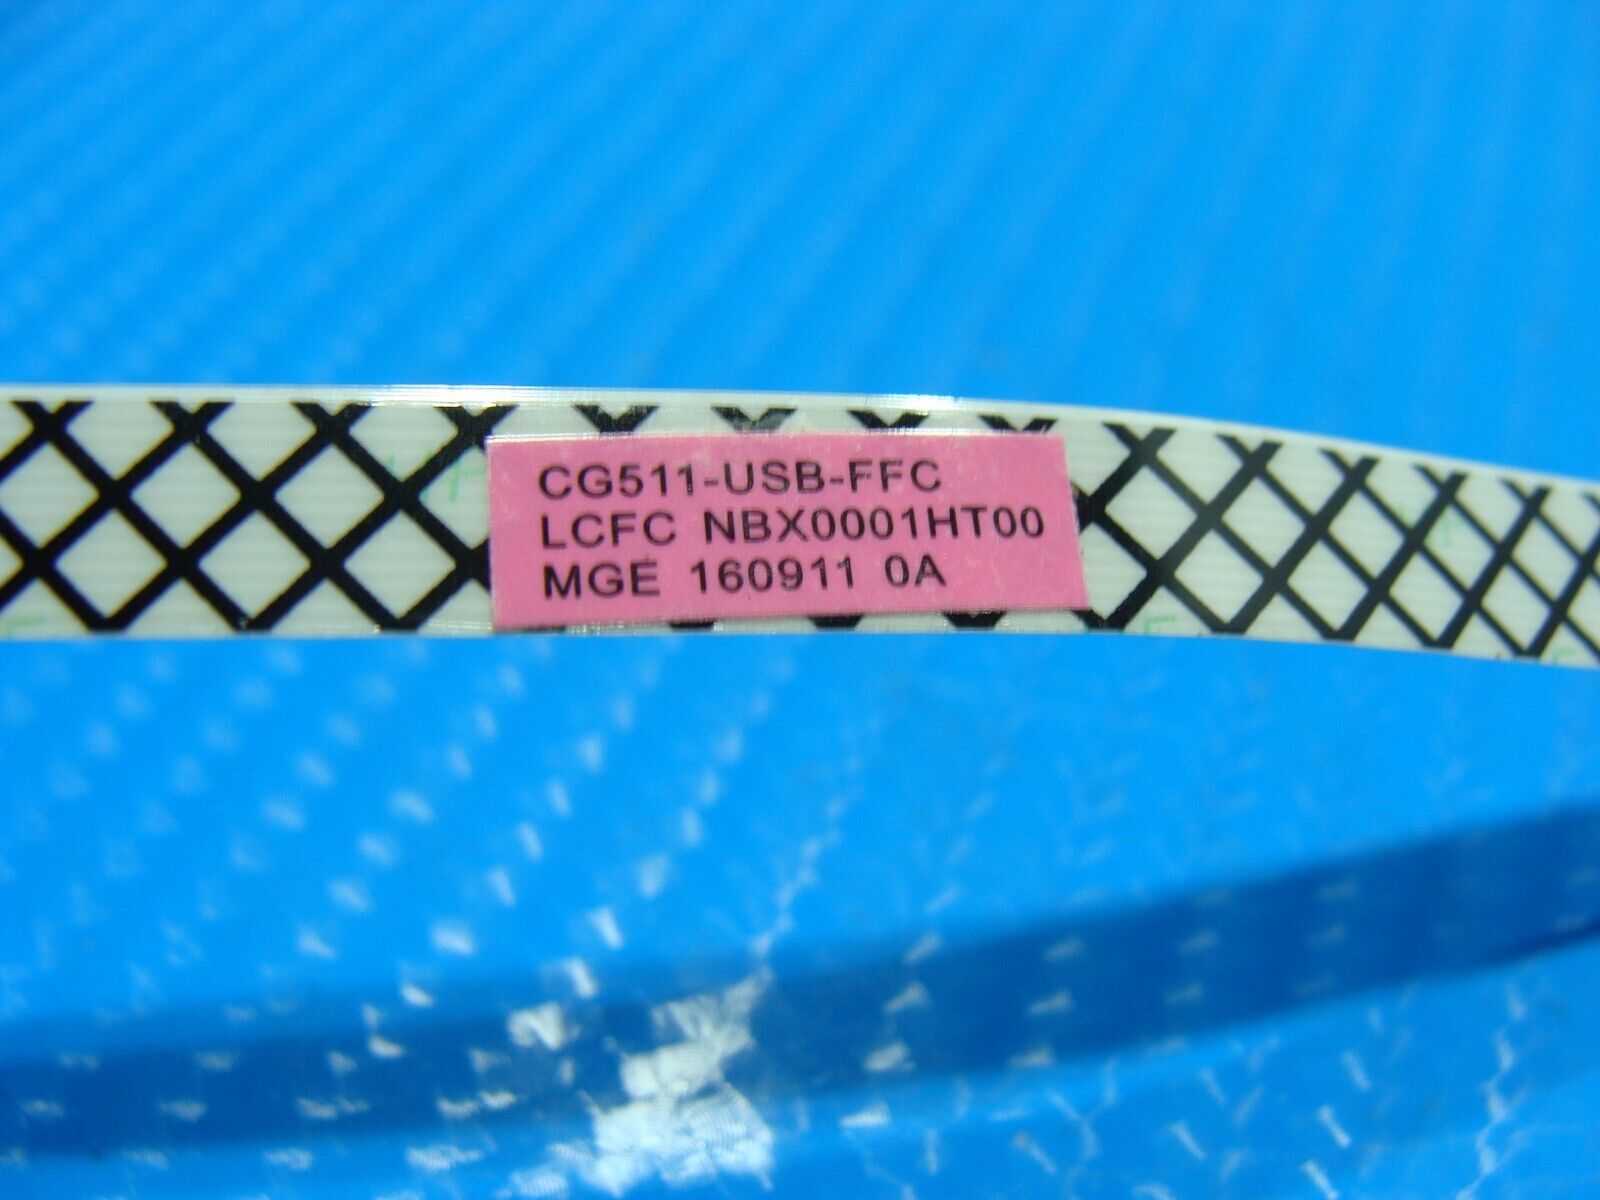 CG511-USB-FFC
LCFC NBX0001HT00
MGE 160911 0A